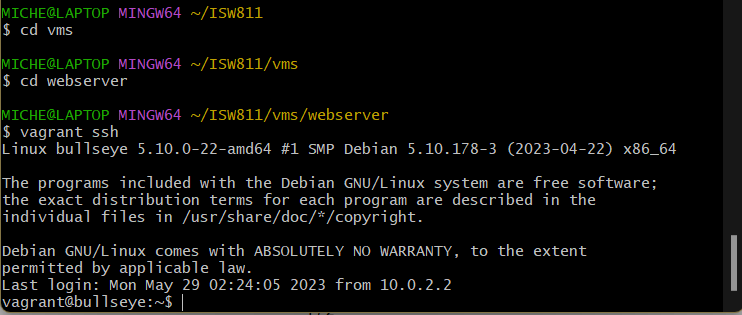 MICHE@LAPTOP MINGW64 ~/ISW811
$ cd vms
MICHE@LAPTOP MINGW64 ~/ISW811/vms
$ cd webserver
MICHE@LAPTOP MINGW64 ~/ISW811/vms/webserver
$ vagrant ssh
Linux bullseye 5.10.0-22-amd64 #1 SMP Debian 5.10.178-3 (2023-04-22) x86_64
The programs included with the Debian GNU/Linux system are free software;
the exact distribution terms for each program are described in the
individual files in /usr/share/doc/*/copyright.
Debian GNU/Linux comes with ABSOLUTELY NO WARRANTY, to the extent
permitted by applicable law.
Last login: Mon May 29 02:24:05 2023 from 10.0.2.2
vagrant@bullseye:~$